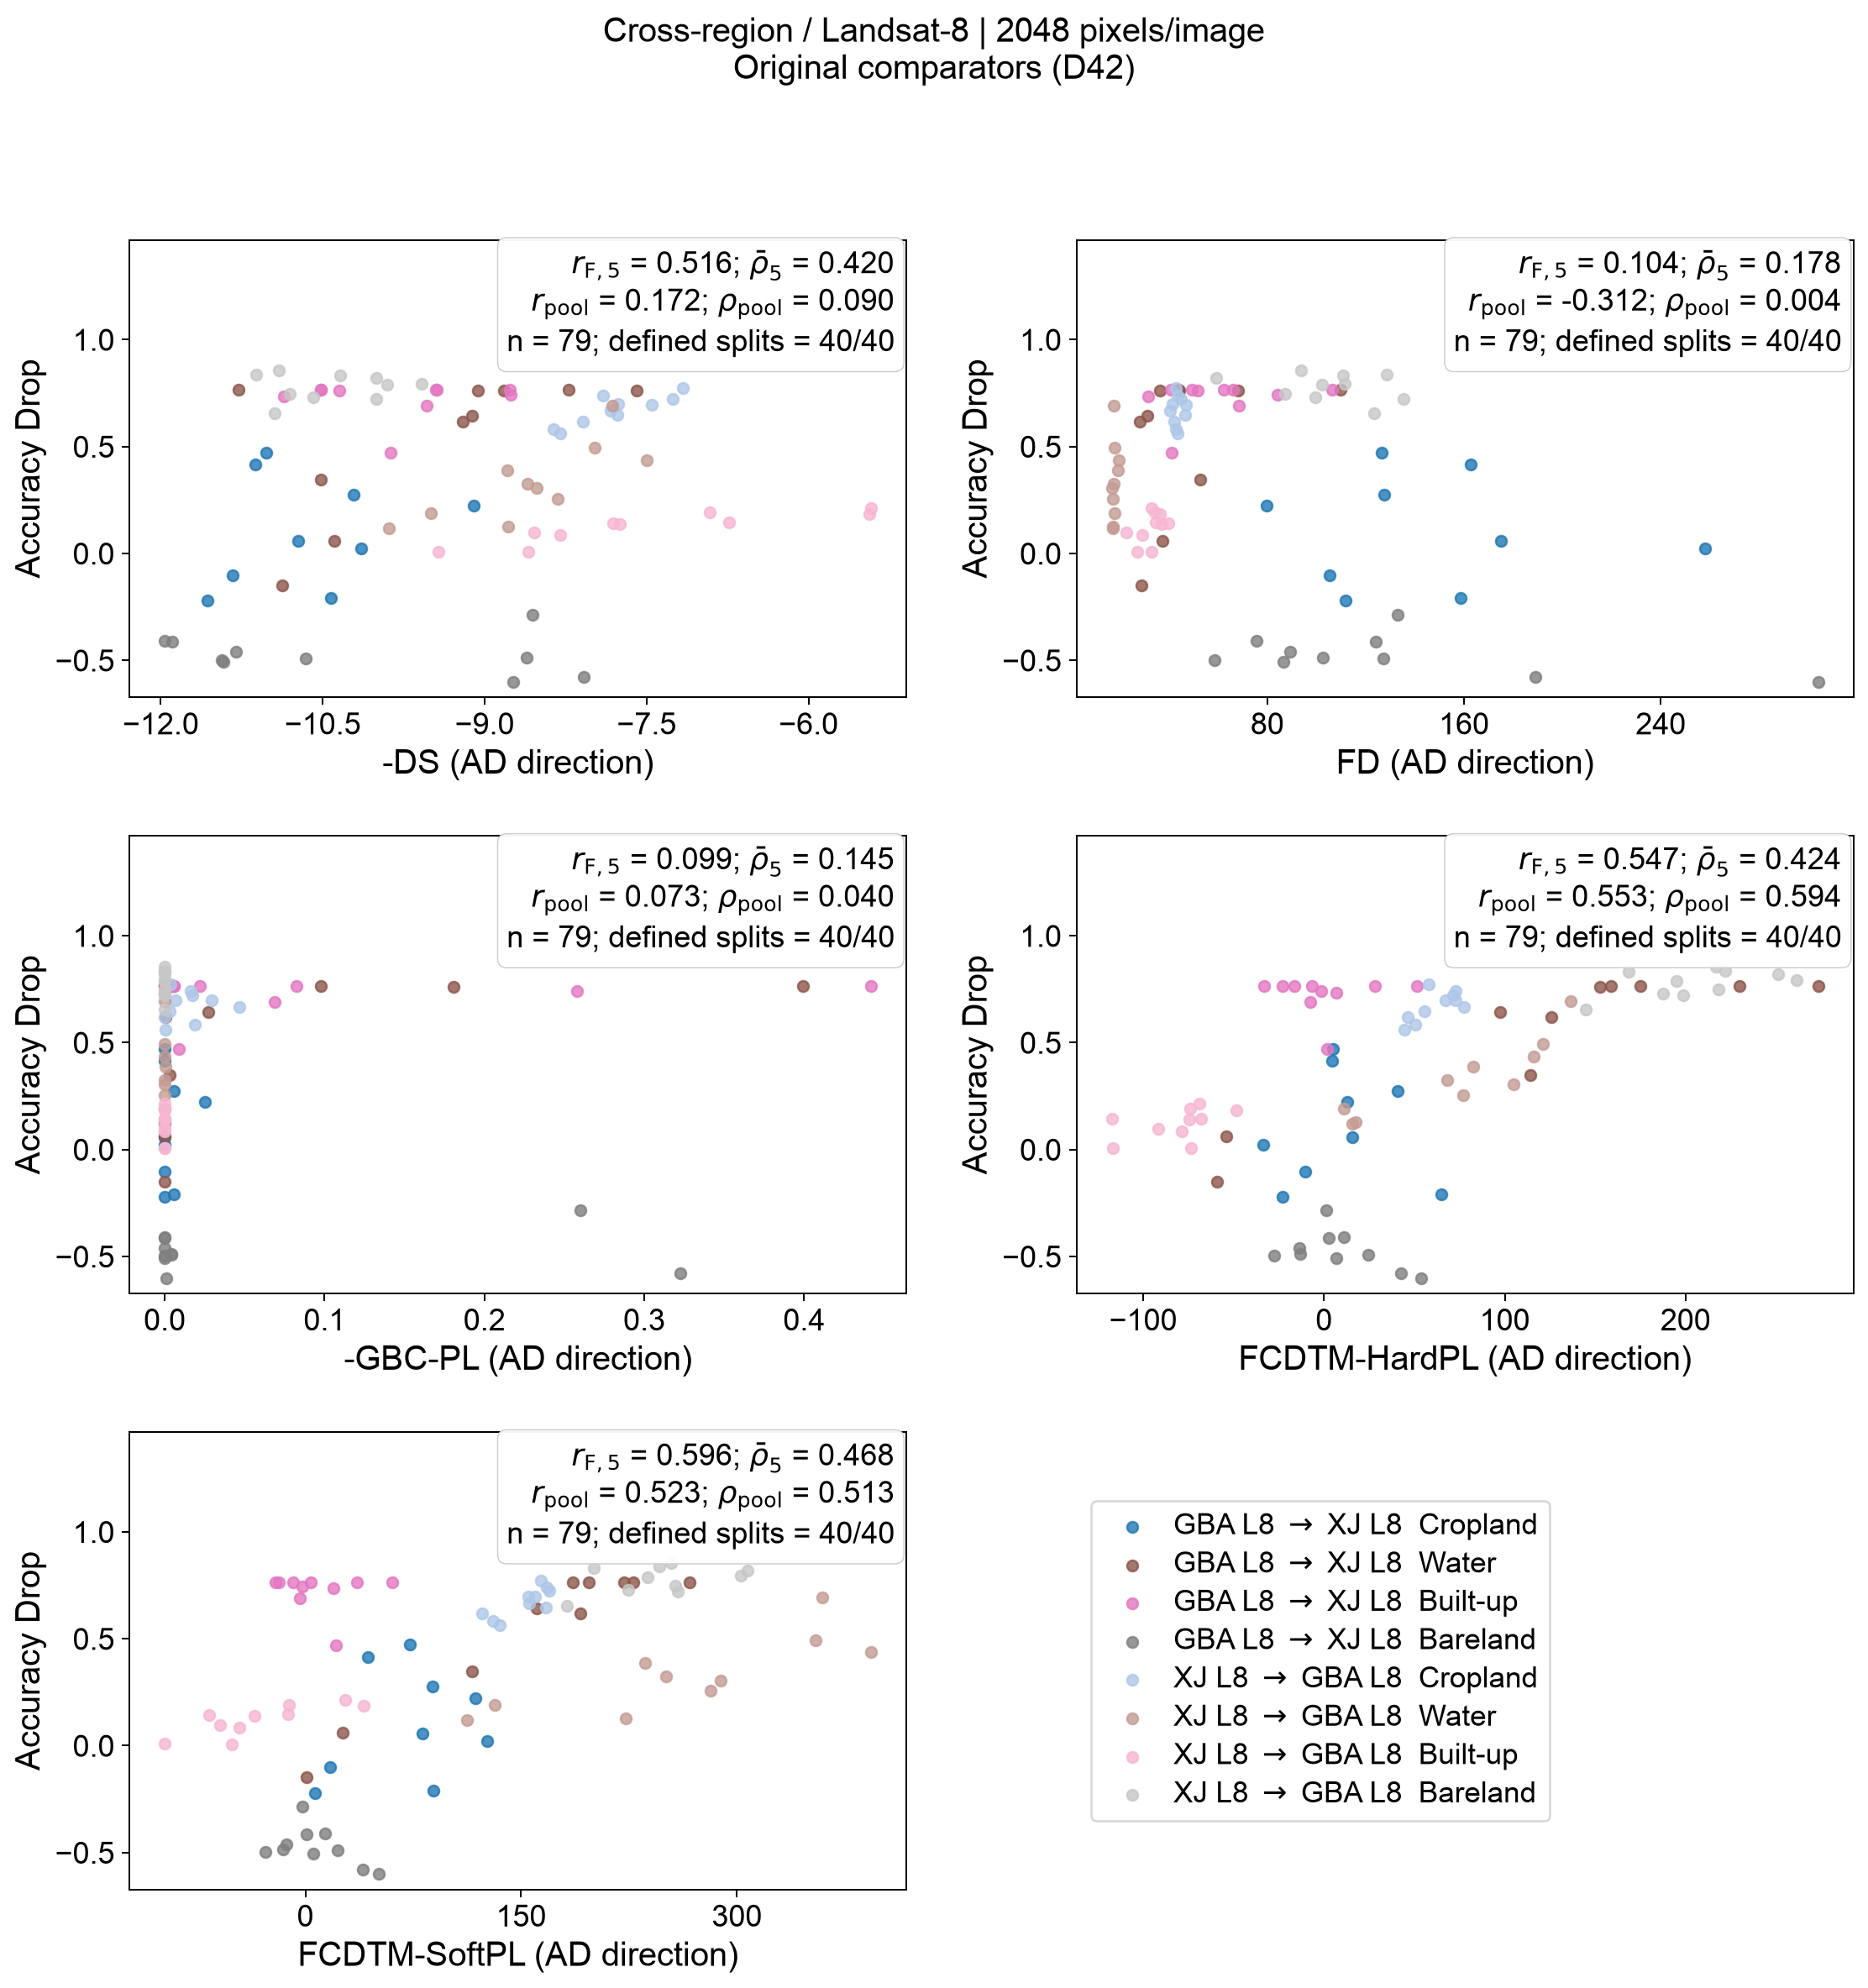 Cross-region / Landsat-8 | 2048 pixels/image
Original comparators (D42)
r_F,5 = 0.516; ρ̄_5 = 0.420
r_pool = 0.172; ρ_pool = 0.090
n = 79; defined splits = 40/40
Accuracy Drop
1.0
0.5
0.0
−0.5
−12.0 −10.5 −9.0 −7.5 −6.0
-DS (AD direction)
r_F,5 = 0.104; ρ̄_5 = 0.178
r_pool = -0.312; ρ_pool = 0.004
n = 79; defined splits = 40/40
Accuracy Drop
1.0
0.5
0.0
−0.5
80 160 240
FD (AD direction)
r_F,5 = 0.099; ρ̄_5 = 0.145
r_pool = 0.073; ρ_pool = 0.040
n = 79; defined splits = 40/40
Accuracy Drop
1.0
0.5
0.0
−0.5
0.0 0.1 0.2 0.3 0.4
-GBC-PL (AD direction)
r_F,5 = 0.547; ρ̄_5 = 0.424
r_pool = 0.553; ρ_pool = 0.594
n = 79; defined splits = 40/40
Accuracy Drop
1.0
0.5
0.0
−0.5
−100 0 100 200
FCDTM-HardPL (AD direction)
r_F,5 = 0.596; ρ̄_5 = 0.468
r_pool = 0.523; ρ_pool = 0.513
n = 79; defined splits = 40/40
Accuracy Drop
1.0
0.5
0.0
−0.5
0 150 300
FCDTM-SoftPL (AD direction)
GBA L8 → XJ L8 Cropland
GBA L8 → XJ L8 Water
GBA L8 → XJ L8 Built-up
GBA L8 → XJ L8 Bareland
XJ L8 → GBA L8 Cropland
XJ L8 → GBA L8 Water
XJ L8 → GBA L8 Built-up
XJ L8 → GBA L8 Bareland